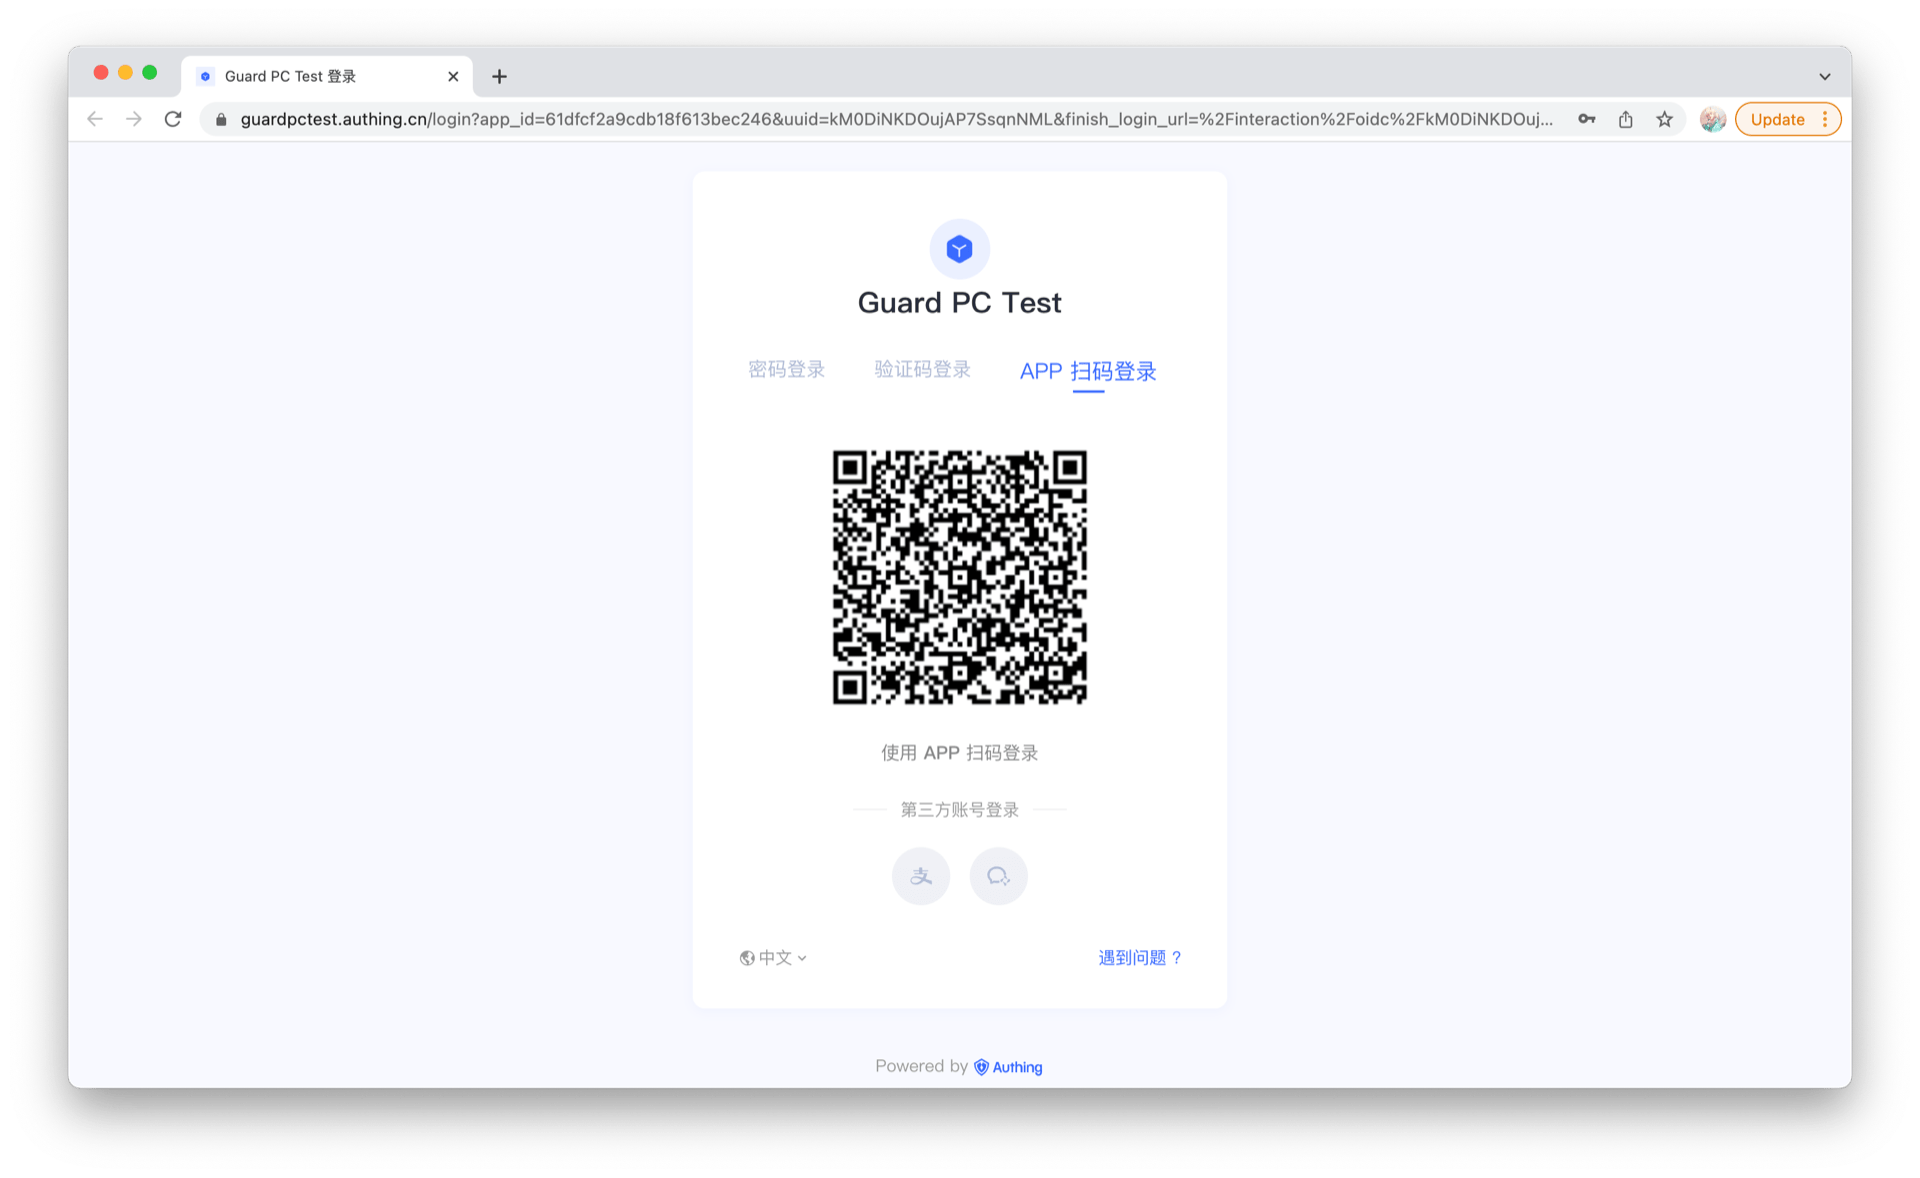 Guard PC Test 登录
guardpctest.authing.cn/login?app_id=61dfcf2a9cdb18f613bec246&uuid=kM0DiNKDOujAP7SsqnNML&finish_login_url=%2Finteraction%2Foidc%2FkM0DiNKDOuj...
Update
Guard PC Test
密码登录 验证码登录 APP 扫码登录
使用 APP 扫码登录
第三方账号登录
支
中文 遇到问题 ?
Powered by Authing